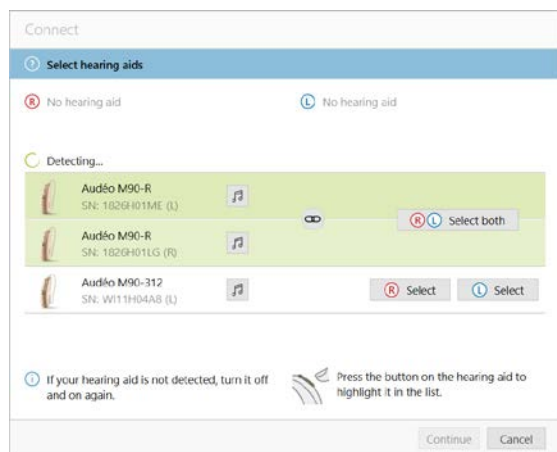 Connect
Select hearing aids
R No hearing aid L No hearing aid
Detecting...
Audéo M90-R
SN: 1826H01ME (L)
R L Select both
Audéo M90-R
SN: 1826H01LG (R)
Audéo M90-312
SN: WI11H04A8 (L)
R Select L Select
If your hearing aid is not detected, turn it off
and on again.
Press the button on the hearing aid to
highlight it in the list.
Continue Cancel